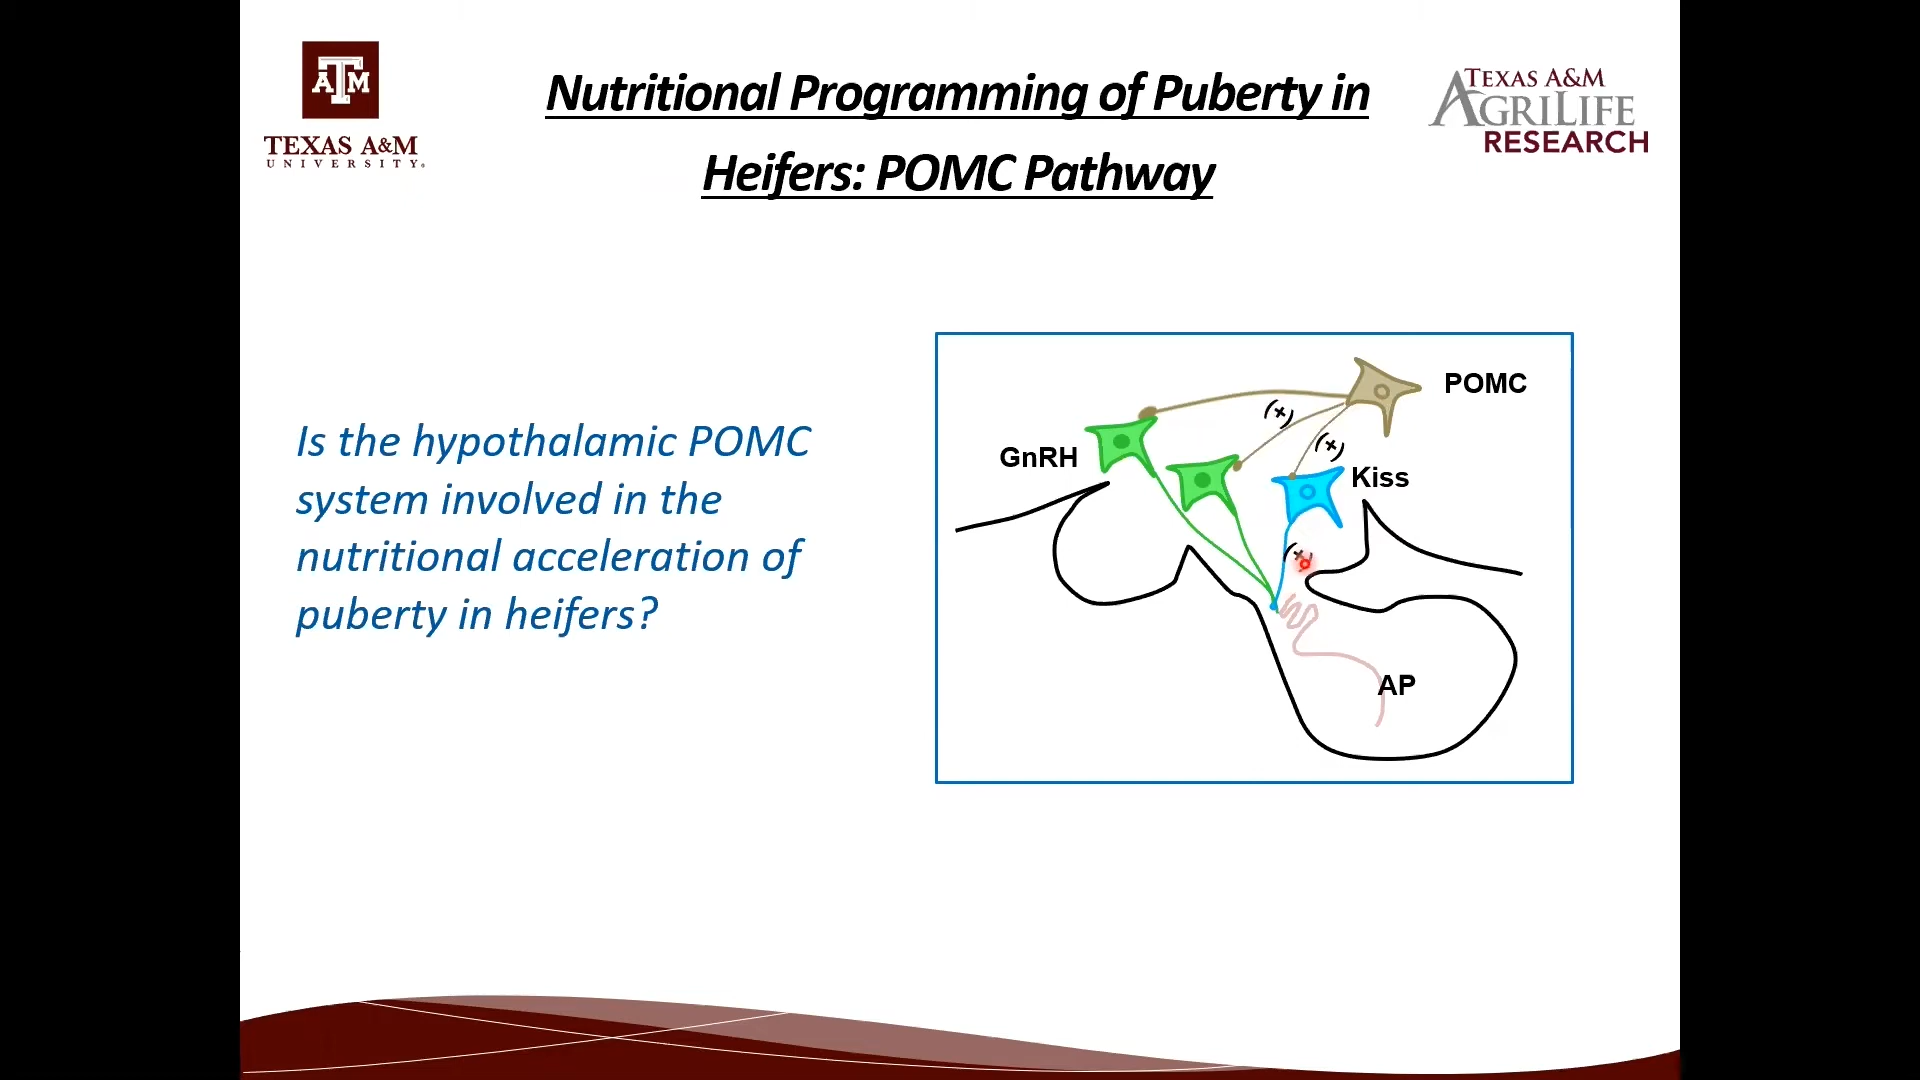 ATM
TEXAS A&M
UNIVERSITY®
Nutritional Programming of Puberty in
Heifers: POMC Pathway
TEXAS A&M
AGRILIFE
RESEARCH
Is the hypothalamic POMC
system involved in the
nutritional acceleration of
puberty in heifers?
POMC
(+)
(+)
GnRH
Kiss
(+)
AP